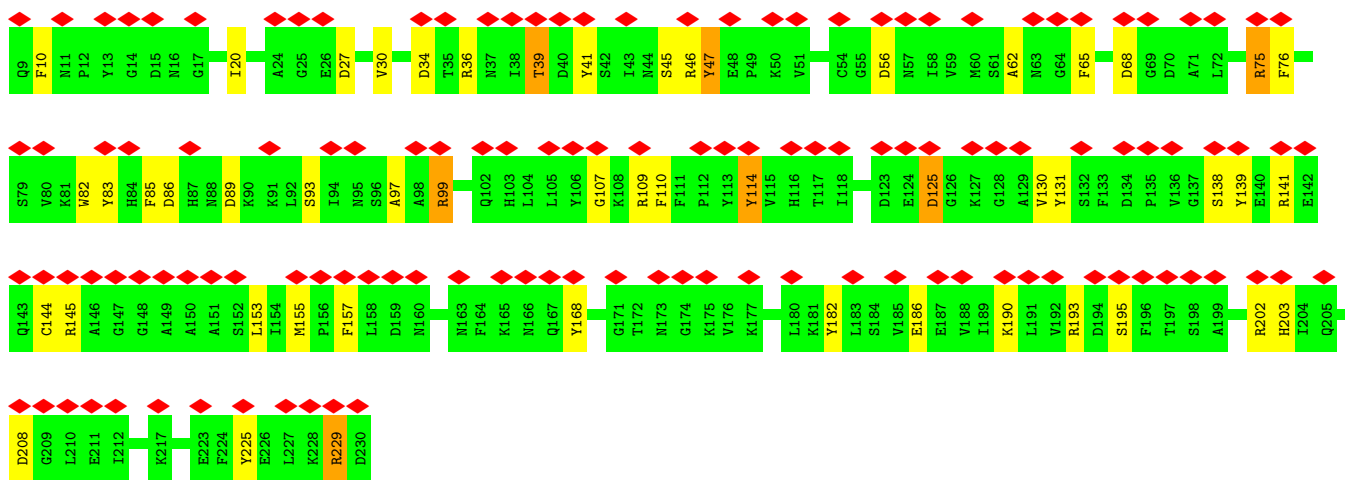 Q9 F10 N11 P12 Y13 G14 D15 N16 G17 I20 A24 G25 E26 D27 V30 D34 T35 R36 N37 I38 T39 D40 Y41 S42 I43 N44 S45 R46 Y47 E48 P49 K50 V51 C54 G55 D56 N57 I58 V59 M60 S61 A62 N63 G64 F65 D68 G69 D70 A71 L72 R75 F76
S79 V80 K81 W82 Y83 H84 F85 D86 H87 N88 D89 K90 K91 L92 S93 I94 N95 S96 A97 A98 R99 Q102 H103 L104 L105 Y106 G107 K108 R109 F110 F111 P112 Y113 Y114 V115 H116 T117 I118 D123 E124 D125 G126 K127 G128 A129 V130 Y131 S132 F133 D134 P135 V136 G137 S138 Y139 E140 R141 E142
Q143 C144 R145 A146 G147 G148 A149 A150 A151 S152 L153 I154 M155 P156 F157 L158 D159 N160 N163 F164 K165 N166 Q167 Y168 G171 T172 N173 G174 K175 V176 K177 L180 K181 Y182 L183 S184 V185 E186 E187 V188 I189 K190 L191 V192 R193 D194 S195 F196 T197 S198 A199 R202 H203 I204 Q205
D208 G209 L210 E211 I212 K217 E223 F224 Y225 E226 L227 K228 R229 D230